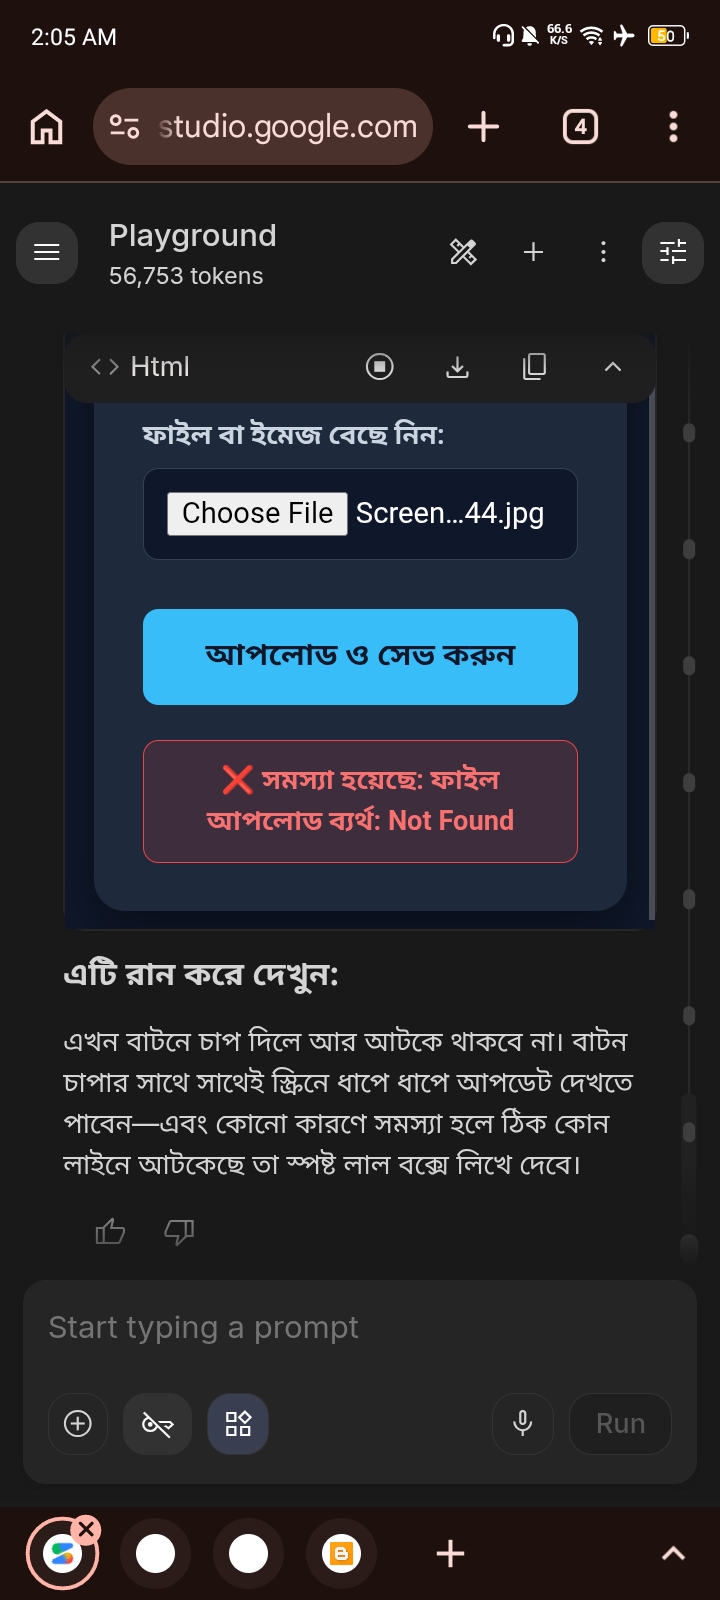 2:05 AM
66.6
K/S
50
studio.google.com
4
Playground
56,753 tokens
Html
ফাইল বা ইমেজ বেছে নিন:
Choose File Screen...44.jpg
আপলোড ও সেভ করুন
❌ সমস্যা হয়েছে: ফাইল
আপলোড ব্যর্থ: Not Found
এটি রান করে দেখুন:
এখন বাটনে চাপ দিলে আর আটকে থাকবে না। বাটন
চাপার সাথে সাথেই স্ক্রিনে ধাপে ধাপে আপডেট দেখতে
পাবেন—এবং কোনো কারণে সমস্যা হলে ঠিক কোন
লাইনে আটকেছে তা স্পষ্ট লাল বক্সে লিখে দেবে।
Start typing a prompt
Run